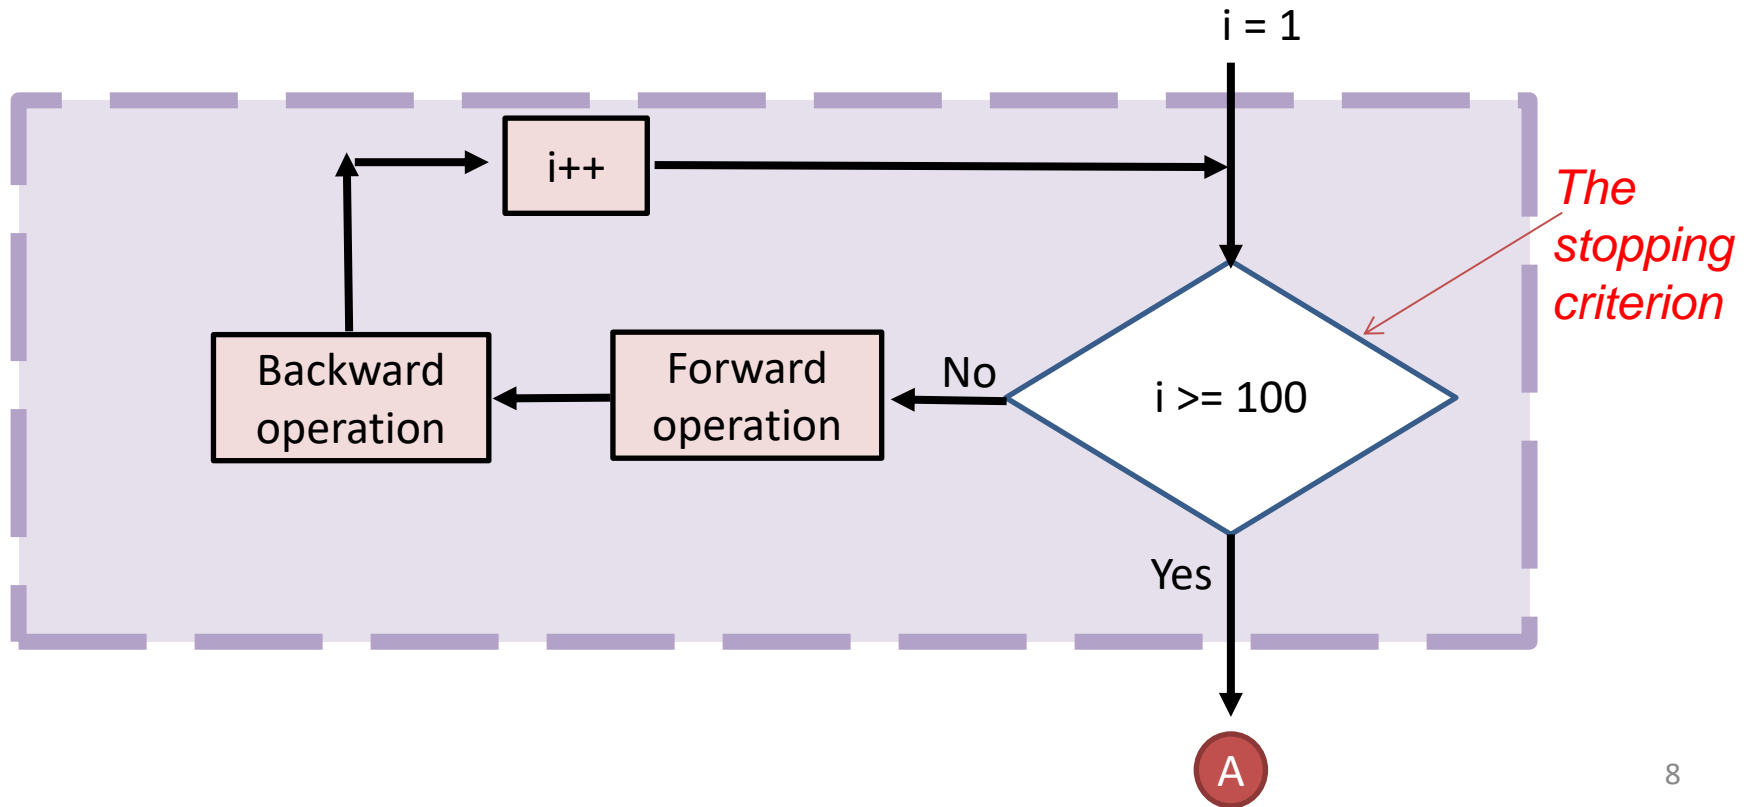 i = 1
i++
The
stopping
criterion
Backward
operation
Forward
operation
No
i >= 100
Yes
A
8